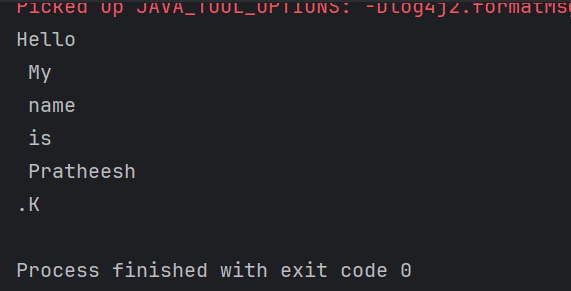 Picked up JAVA_TOOL_OPTIONS: -Dlog4j2.formatMsg
Hello
 My
 name
 is
 Pratheesh
.K
Process finished with exit code 0